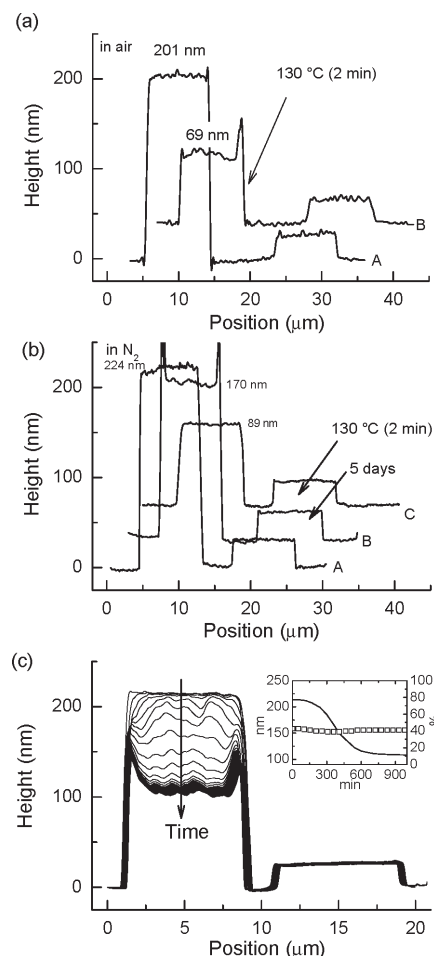 (a)
in air
201 nm
130 °C (2 min)
69 nm
200
100
0
Height (nm)
B
A
0 10 20 30 40
Position (μm)
(b)
in N2
224 nm
170 nm
89 nm
130 °C (2 min)
5 days
200
100
0
Height (nm)
C
B
A
0 10 20 30 40
Position (μm)
(c)
200
100
0
Height (nm)
Time
250
200
150
100
nm
100
80
60
40
20
0
%
0 300 600 900
min
0 5 10 15 20
Position (μm)